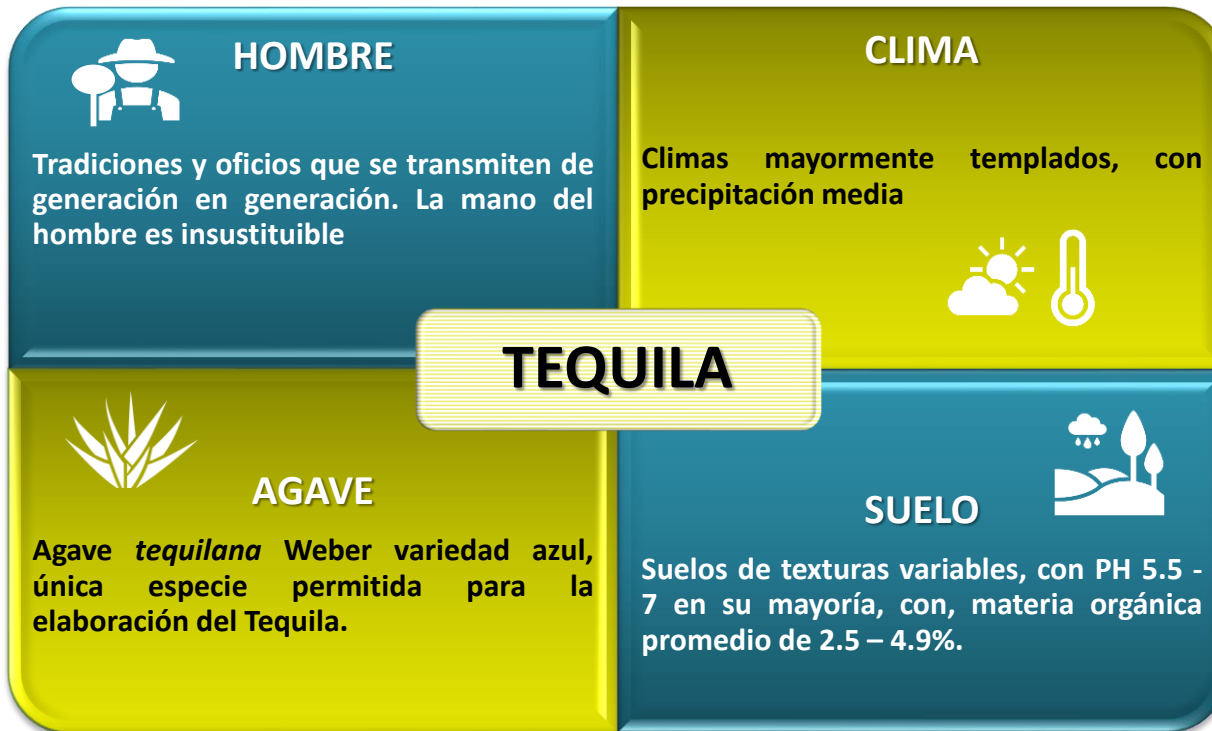 HOMBRE
Tradiciones y oficios que se transmiten de
generación en generación. La mano del
hombre es insustituible
CLIMA
Climas mayormente templados, con
precipitación media
TEQUILA
AGAVE
Agave tequilana Weber variedad azul,
única especie permitida para la
elaboración del Tequila.
SUELO
Suelos de texturas variables, con PH 5.5 -
7 en su mayoría, con, materia orgánica
promedio de 2.5 – 4.9%.